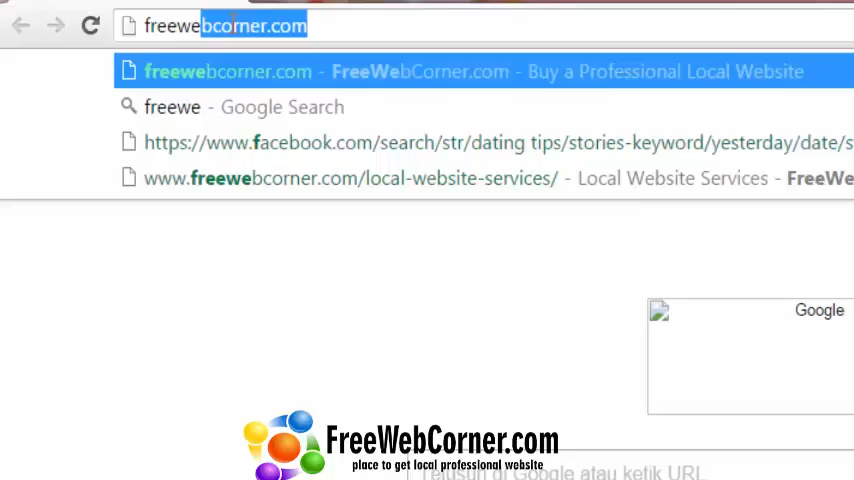 freewebcorner.com
freewebcorner.com - FreeWebCorner.com - Buy a Professional Local Website
freewe - Google Search
https://www.facebook.com/search/str/dating tips/stories-keyword/yesterday/date/s
www.freewebcorner.com/local-website-services/ - Local Website Services - FreeWe
Google
FreeWebCorner.com
place to get local professional website
Telusuri di Google atau ketik URL